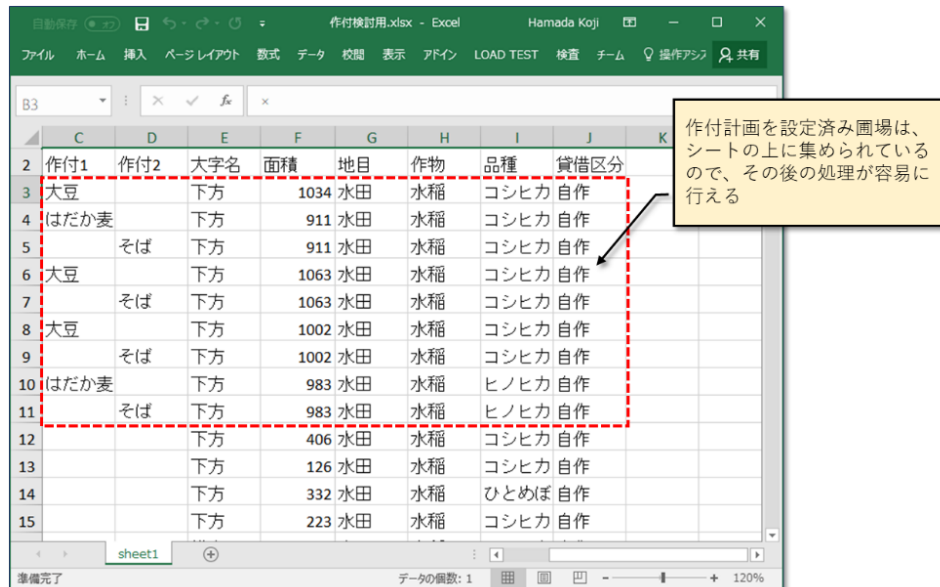 自動保存 オフ 作付検討用.xlsx - Excel Hamada Koji
ファイル ホーム 挿入 ページ レイアウト 数式 データ 校閲 表示 アドイン LOAD TEST 検査 チーム 操作アシス 共有
B3 fx ×
作付計画を設定済み圃場は、
シートの上に集められている
ので、その後の処理が容易に
行える
C D E F G H I J K
2 作付1 作付2 大字名 面積 地目 作物 品種 貸借区分
3 大豆 下方 1034 水田 水稲 コシヒカ 自作
4 はだか麦 下方 911 水田 水稲 コシヒカ 自作
5 そば 下方 911 水田 水稲 コシヒカ 自作
6 大豆 下方 1063 水田 水稲 コシヒカ 自作
7 そば 下方 1063 水田 水稲 コシヒカ 自作
8 大豆 下方 1002 水田 水稲 コシヒカ 自作
9 そば 下方 1002 水田 水稲 コシヒカ 自作
10 はだか麦 下方 983 水田 水稲 ヒノヒカ 自作
11 そば 下方 983 水田 水稲 ヒノヒカ 自作
12 下方 406 水田 水稲 コシヒカ 自作
13 下方 126 水田 水稲 コシヒカ 自作
14 下方 332 水田 水稲 ひとめぼ 自作
15 下方 223 水田 水稲 コシヒカ 自作
sheet1
準備完了 データの個数: 1 120%